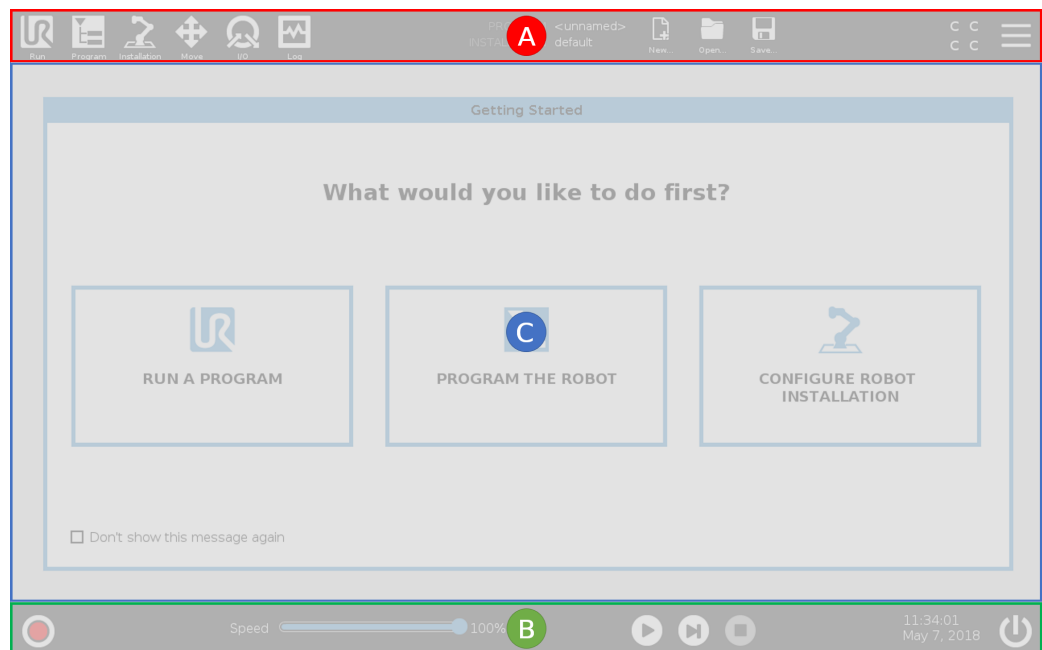 Run Program Installation Move I/O Log
PR <unnamed>
INSTAL default
A
New... Open... Save...
C C
C C
Getting Started
What would you like to do first?
C
RUN A PROGRAM
PROGRAM THE ROBOT
CONFIGURE ROBOT
INSTALLATION
Don't show this message again
Speed 100%
B
11:34:01
May 7, 2018